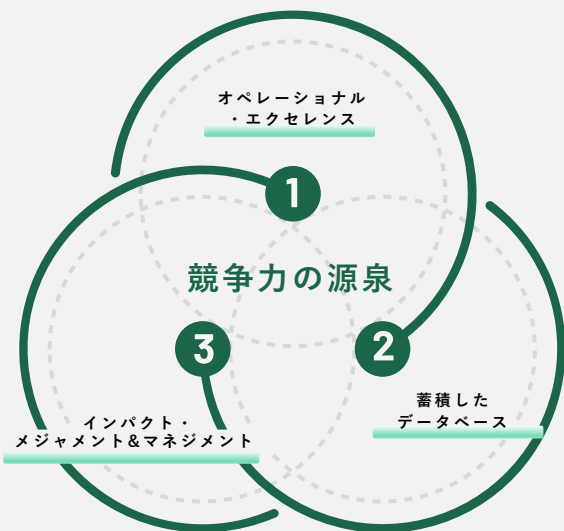 オペレーショナル
・エクセレンス
1
競争力の源泉
3
2
蓄積した
データベース
インパクト・
メジャメント&マネジメント